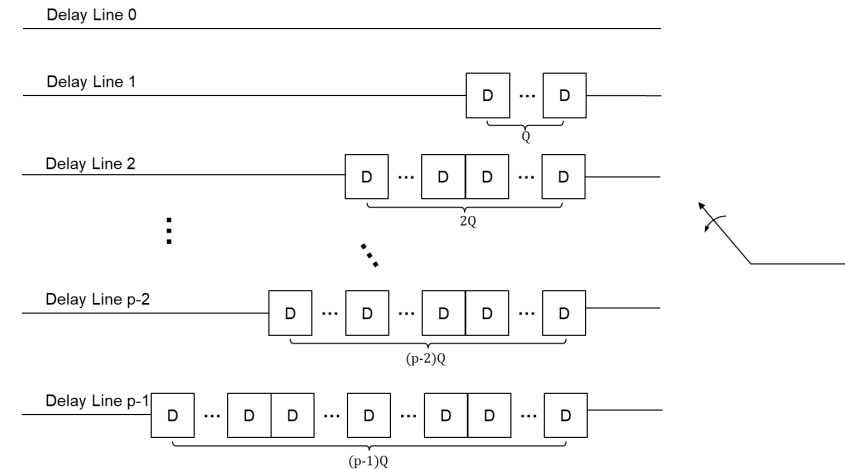 Delay Line 0
Delay Line 1
D ... D
Q
Delay Line 2
D ... D D ... D
2Q
Delay Line p-2
D ... D ... D D ... D
(p-2)Q
Delay Line p-1
D ... D D ... D ... D D ... D
(p-1)Q